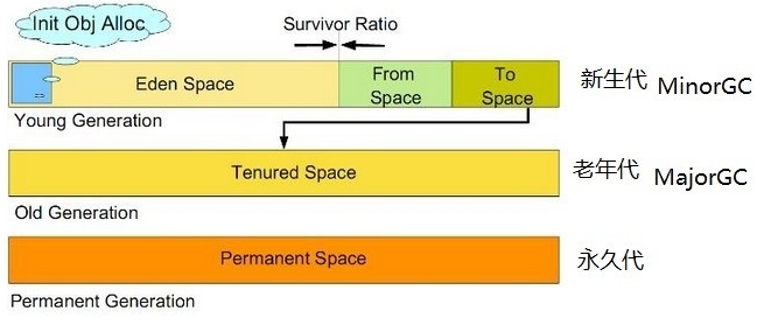 Init Obj Alloc
Survivor Ratio
Eden Space
From
Space
To
Space
新生代 MinorGC
Young Generation
Tenured Space
老年代 MajorGC
Old Generation
Permanent Space
永久代
Permanent Generation